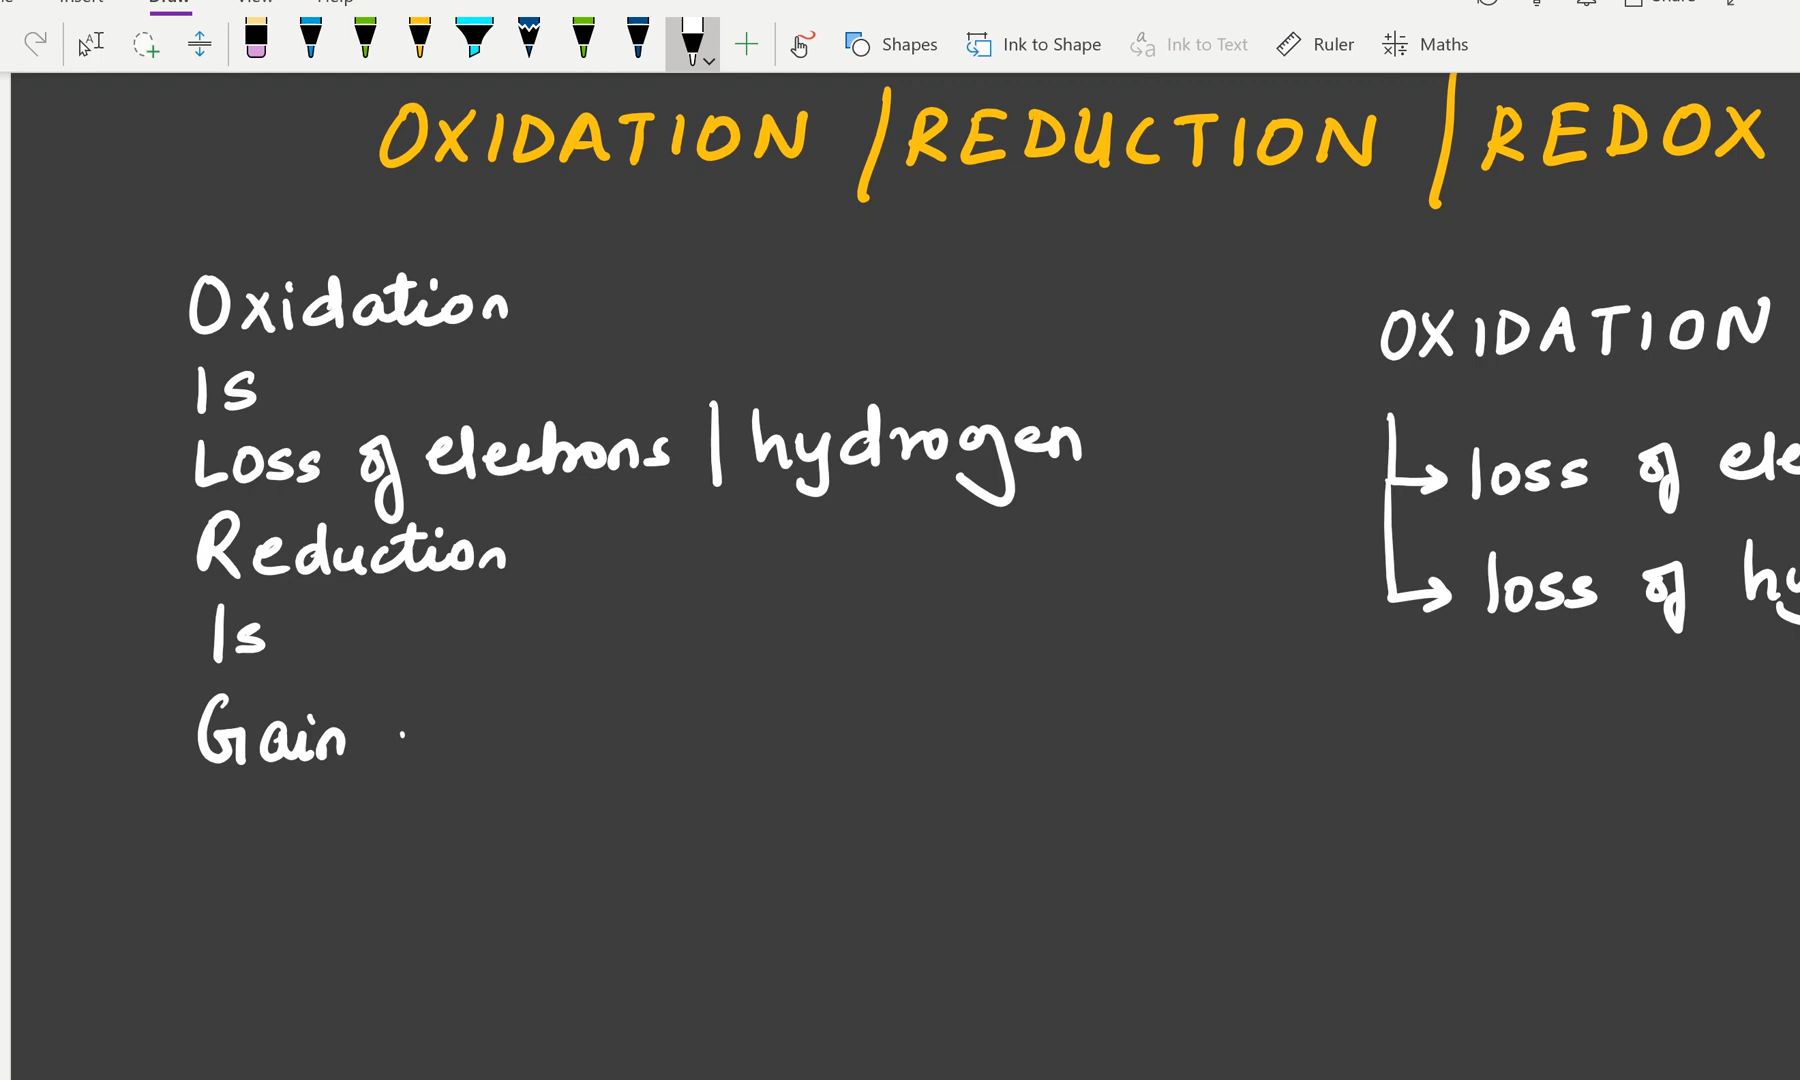 Draw
Shapes Ink to Shape Ink to Text Ruler Maths
OXIDATION / REDUCTION / REDOX
Oxidation
Is
Loss of electrons | hydrogen
Reduction
Is
Gain
OXIDATION
→ loss of ele
→ loss of hy